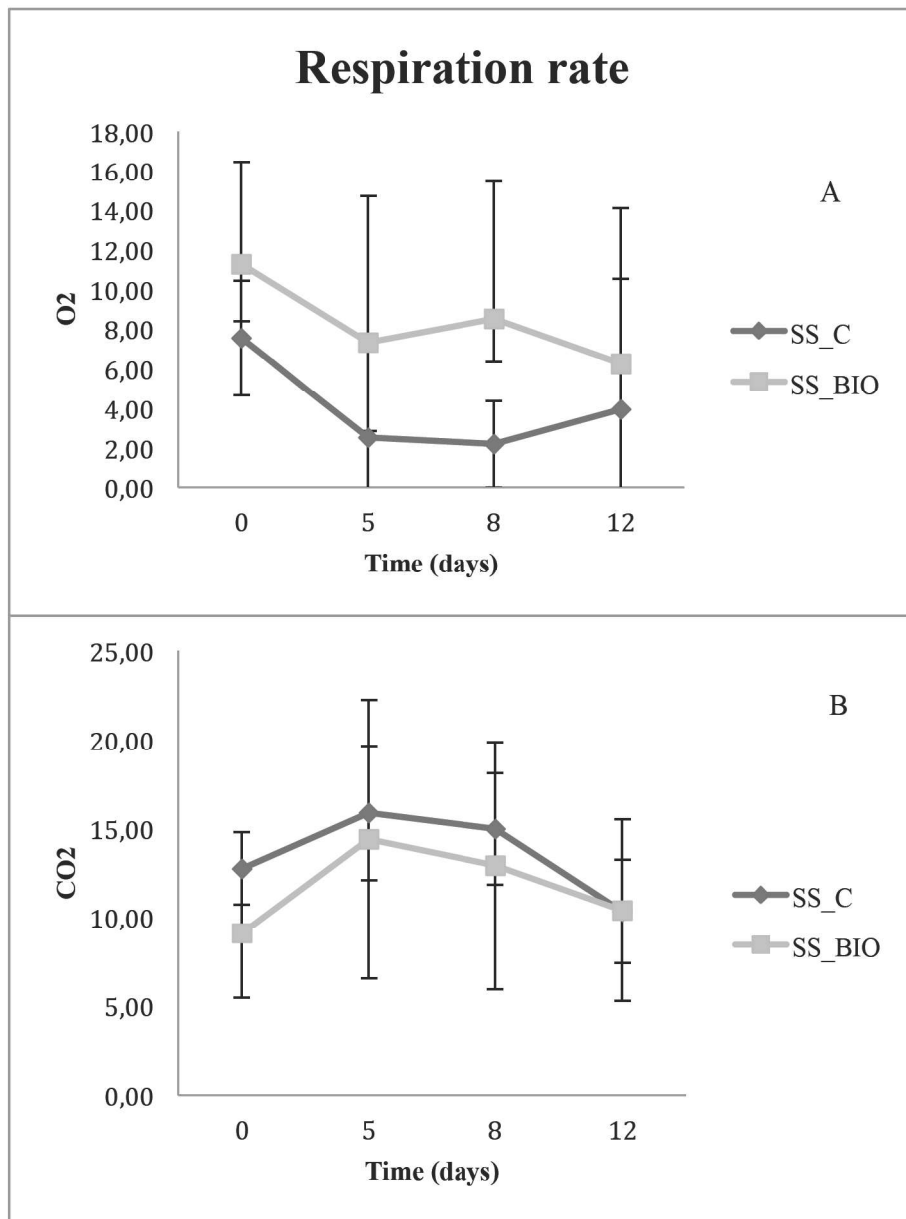 Respiration rate
18,00
16,00
14,00
12,00
10,00
8,00
6,00
4,00
2,00
0,00
O2
0 5 8 12
Time (days)
A
SS_C
SS_BIO
25,00
20,00
15,00
10,00
5,00
0,00
CO2
0 5 8 12
Time (days)
B
SS_C
SS_BIO